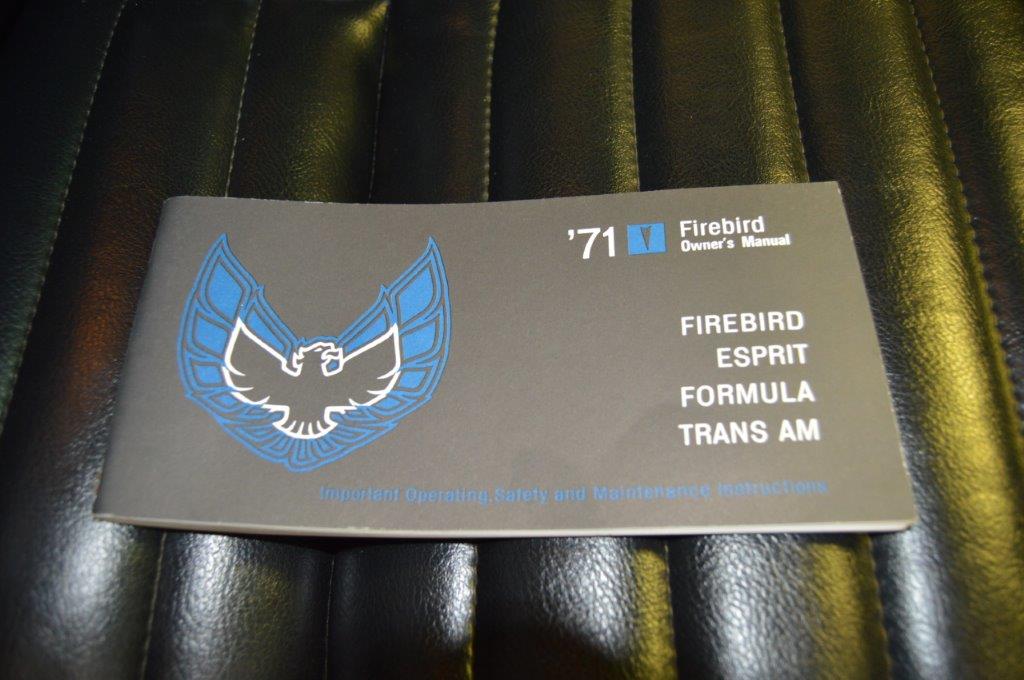 '71 Firebird
Owner's Manual
FIREBIRD
ESPRIT
FORMULA
TRANS AM
Important Operating, Safety and Maintenance Instructions